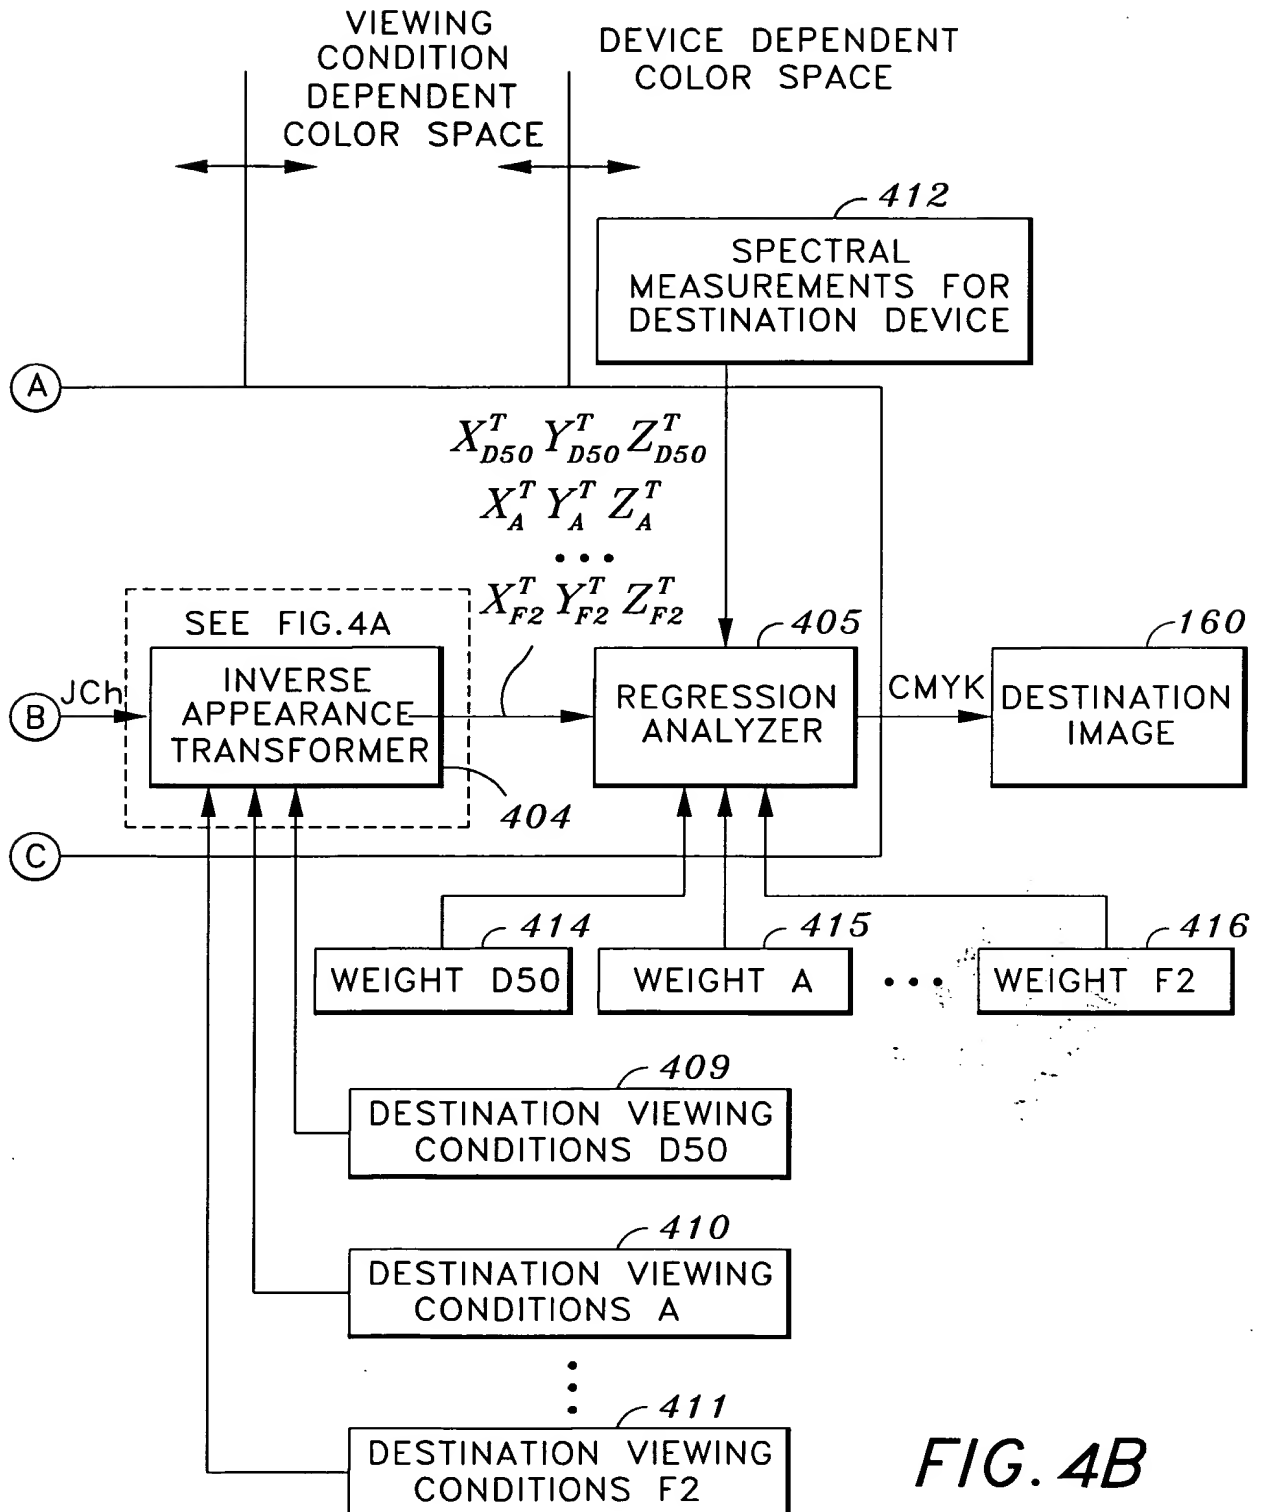 VIEWING
CONDITION
DEPENDENT
COLOR SPACE
DEVICE DEPENDENT
COLOR SPACE
412
SPECTRAL
MEASUREMENTS FOR
DESTINATION DEVICE
A
X^T_D50 Y^T_D50 Z^T_D50
X^T_A Y^T_A Z^T_A
• • •
X^T_F2 Y^T_F2 Z^T_F2
SEE FIG.4A
405
160
B
JCh
INVERSE
APPEARANCE
TRANSFORMER
REGRESSION
ANALYZER
CMYK
DESTINATION
IMAGE
404
C
414
415
416
WEIGHT D50
WEIGHT A
• • •
WEIGHT F2
409
DESTINATION VIEWING
CONDITIONS D50
410
DESTINATION VIEWING
CONDITIONS A
411
DESTINATION VIEWING
CONDITIONS F2
FIG. 4B